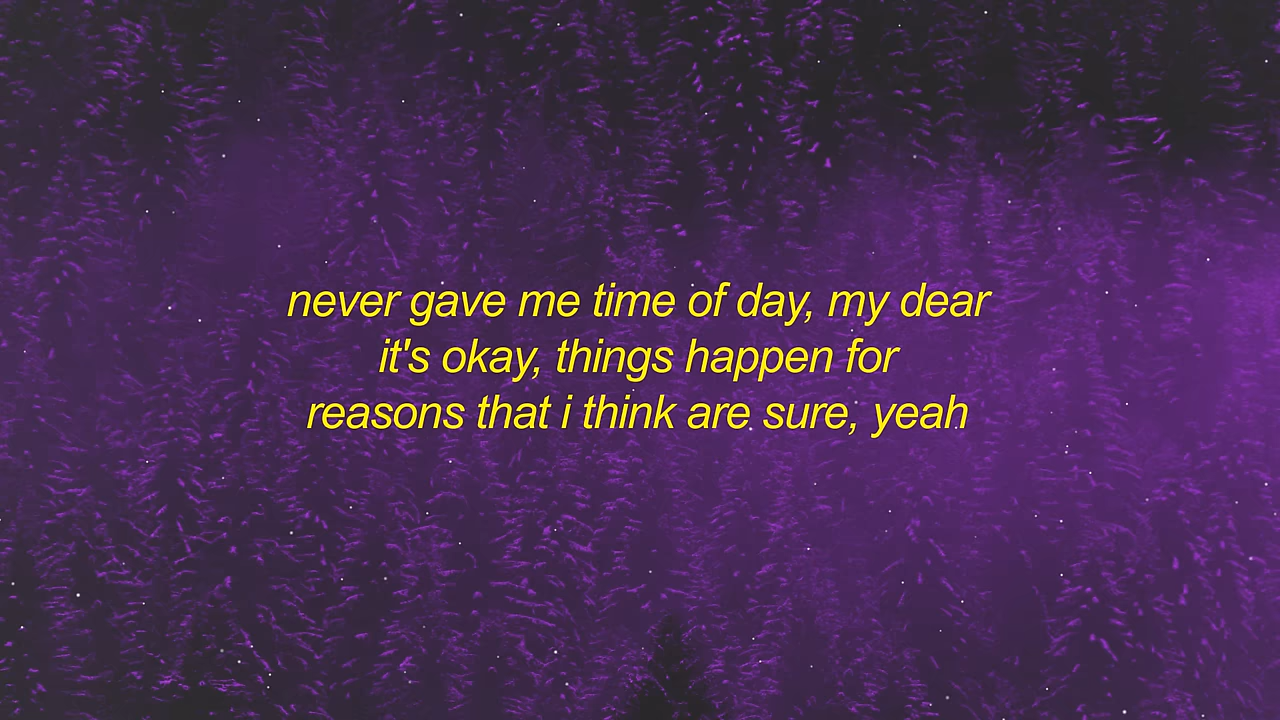 never gave me time of day, my dear
it's okay, things happen for
reasons that i think are sure, yeah